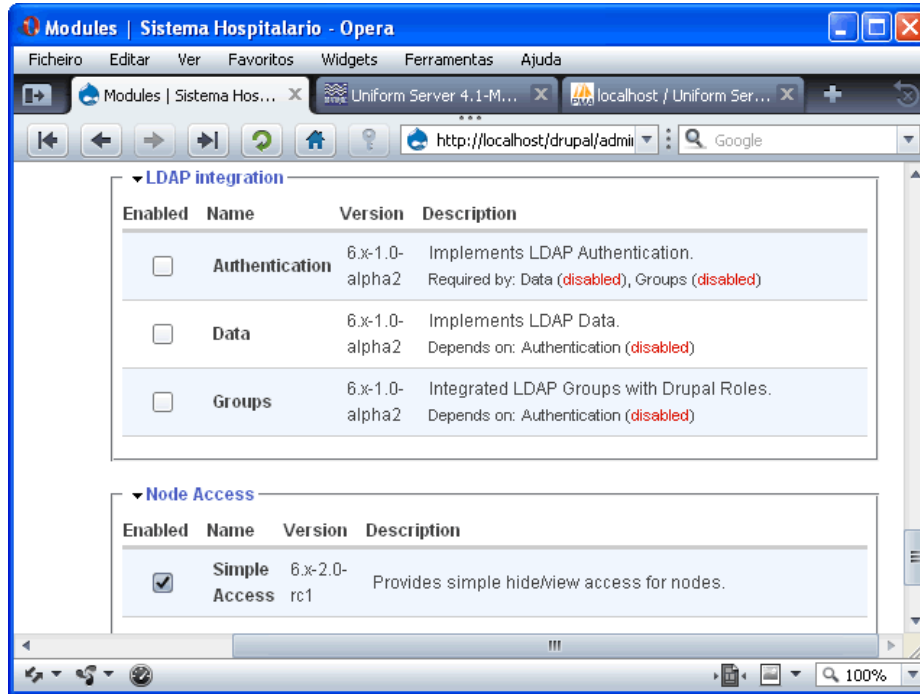 Modules | Sistema Hospitalario - Opera
Ficheiro Editar Ver Favoritos Widgets Ferramentas Ajuda
Modules | Sistema Hos... Uniform Server 4.1-M... localhost / Uniform Ser...
http://localhost/drupal/admi Google
LDAP integration
Enabled Name Version Description
Authentication 6.x-1.0-alpha2 Implements LDAP Authentication.
Required by: Data (disabled), Groups (disabled)
Data 6.x-1.0-alpha2 Implements LDAP Data.
Depends on: Authentication (disabled)
Groups 6.x-1.0-alpha2 Integrated LDAP Groups with Drupal Roles.
Depends on: Authentication (disabled)
Node Access
Enabled Name Version Description
Simple Access 6.x-2.0-rc1 Provides simple hide/view access for nodes.
100%